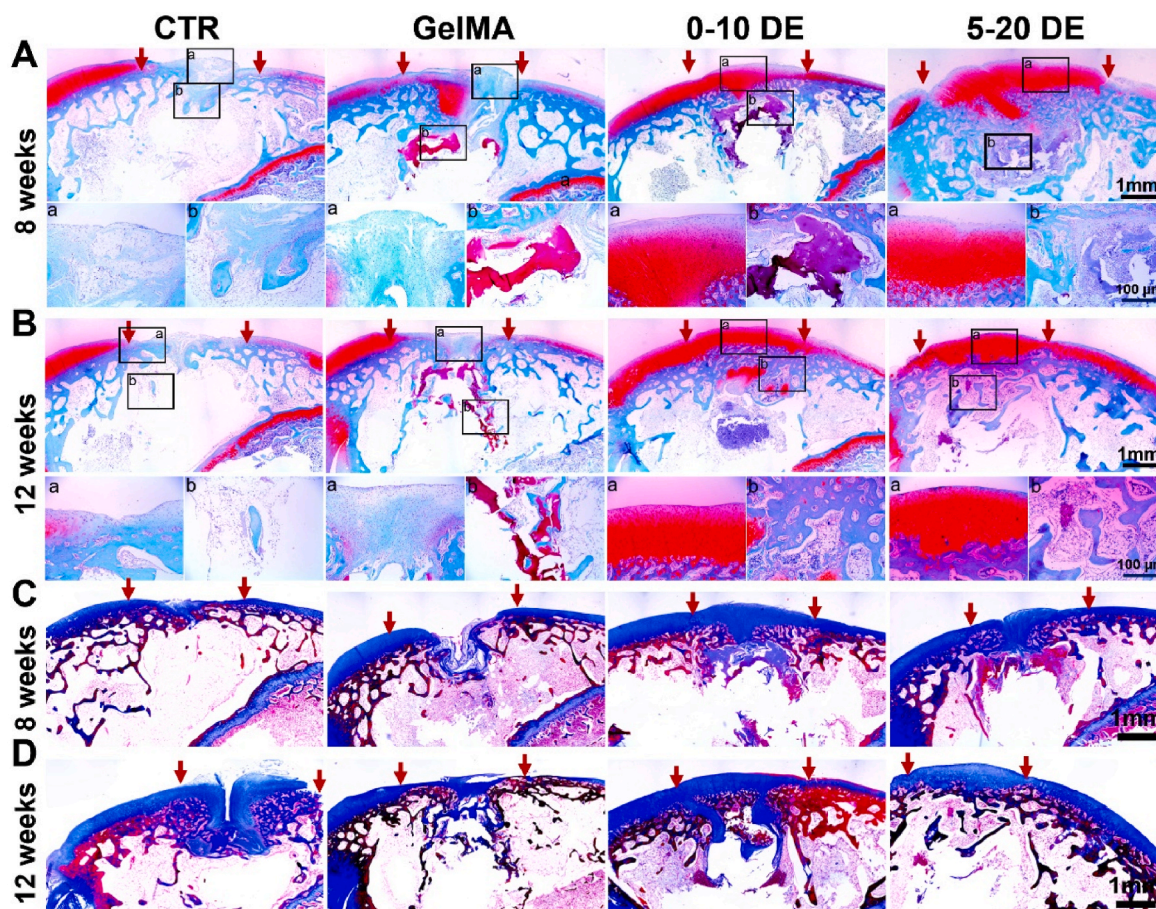 CTR GelMA 0-10 DE 5-20 DE
A
8 weeks
a a a a
b b b b
a
1mm
a b a b a b a b
100 µm
B
12 weeks
a a a a
b b b b
1mm
a b a b a b a b
100 µm
C
8 weeks
1mm
D
12 weeks
1mm